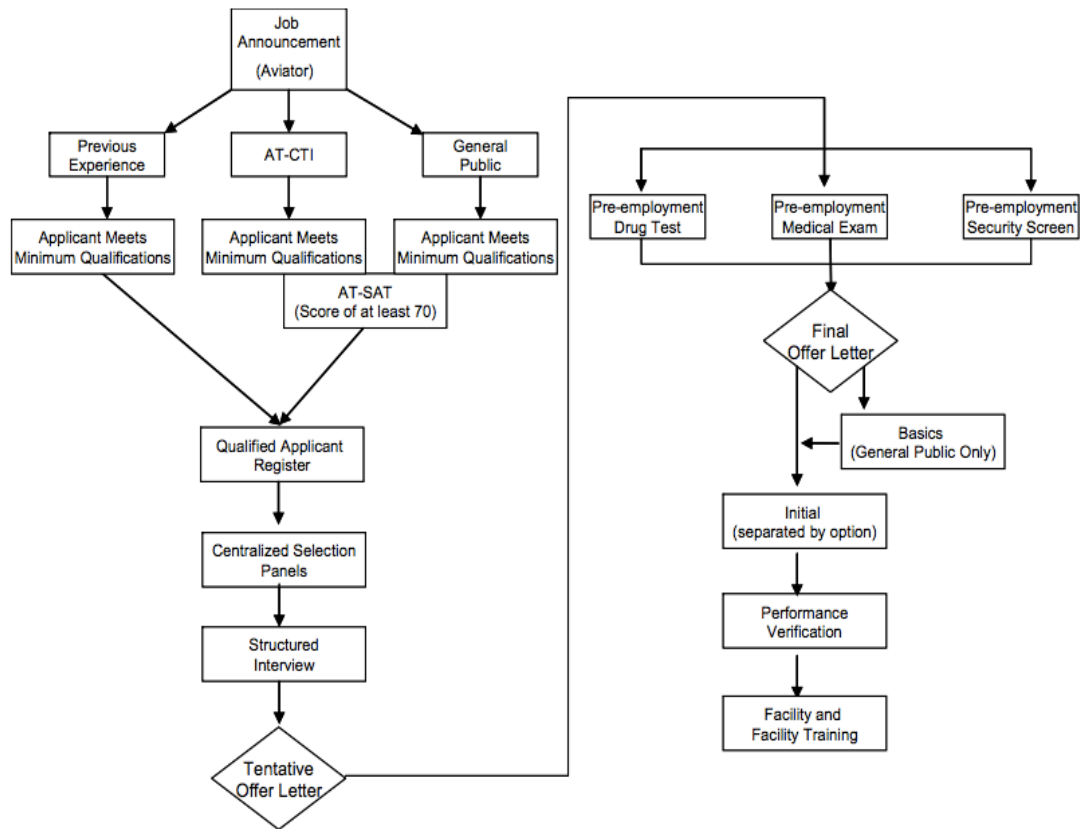 Job
Announcement
(Aviator)
Previous
Experience
AT-CTI
General
Public
Applicant Meets
Minimum Qualifications
Applicant Meets
Minimum Qualifications
Applicant Meets
Minimum Qualifications
AT-SAT
(Score of at least 70)
Qualified Applicant
Register
Centralized Selection
Panels
Structured
Interview
Tentative
Offer Letter
Pre-employment
Drug Test
Pre-employment
Medical Exam
Pre-employment
Security Screen
Final
Offer Letter
Basics
(General Public Only)
Initial
(separated by option)
Performance
Verification
Facility and
Facility Training